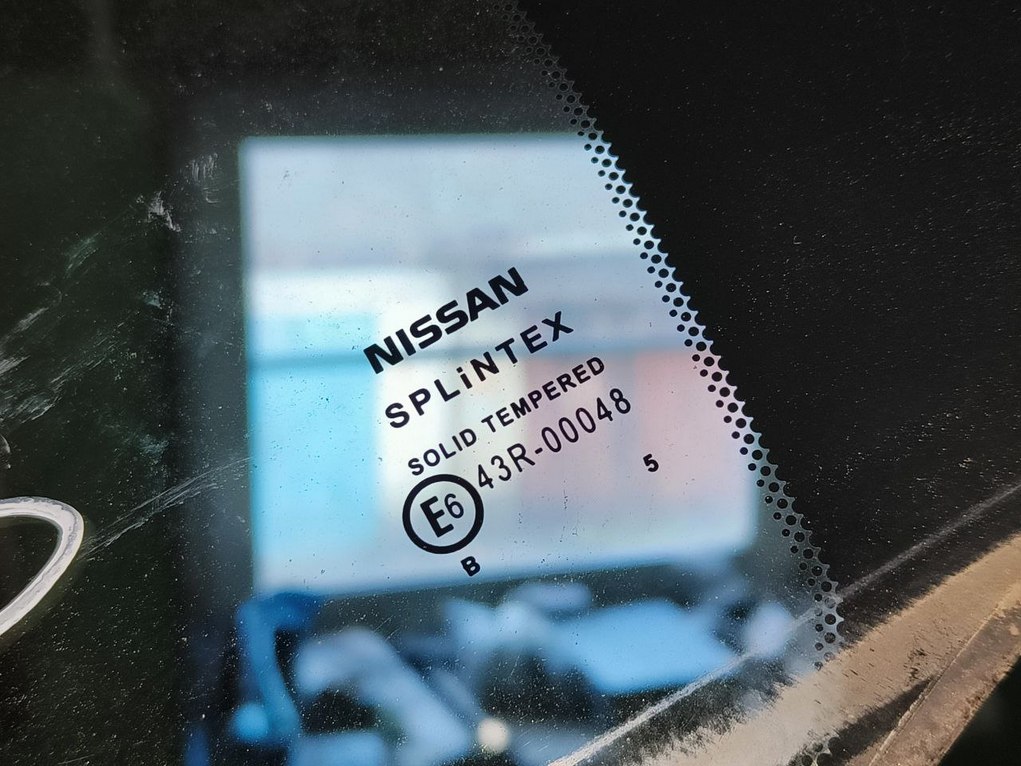 NISSAN
SPLiNTEX
SOLID TEMPERED
E6 43R-00048
5
B